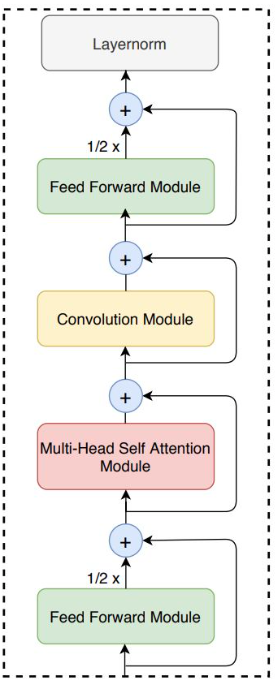 Layernorm
+
1/2 x
Feed Forward Module
+
Convolution Module
+
Multi-Head Self Attention
Module
+
1/2 x
Feed Forward Module